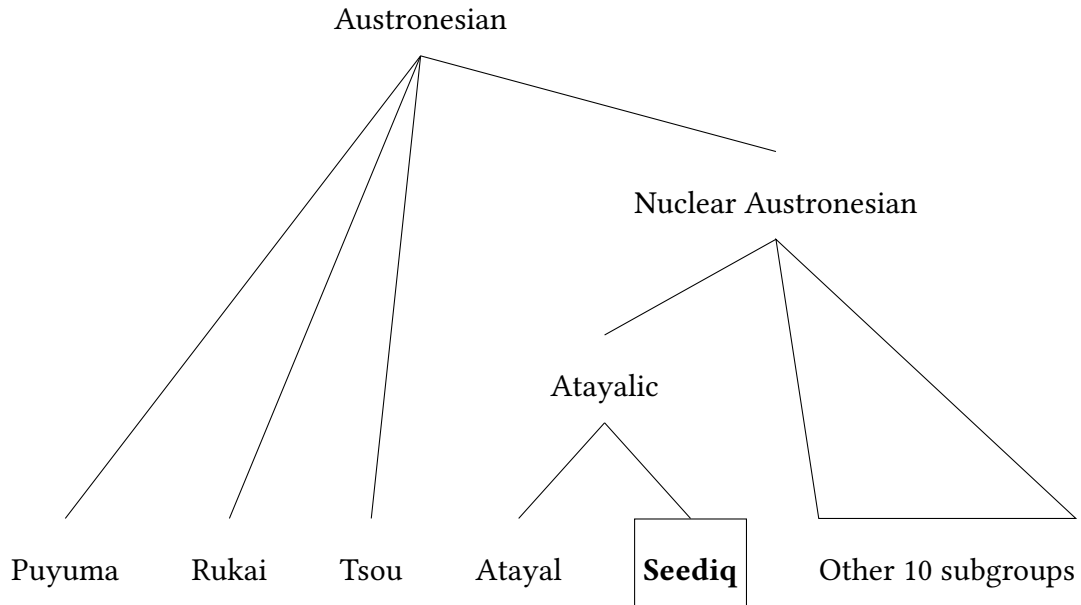 Austronesian
Nuclear Austronesian
Atayalic
Puyuma Rukai Tsou Atayal Seediq Other 10 subgroups